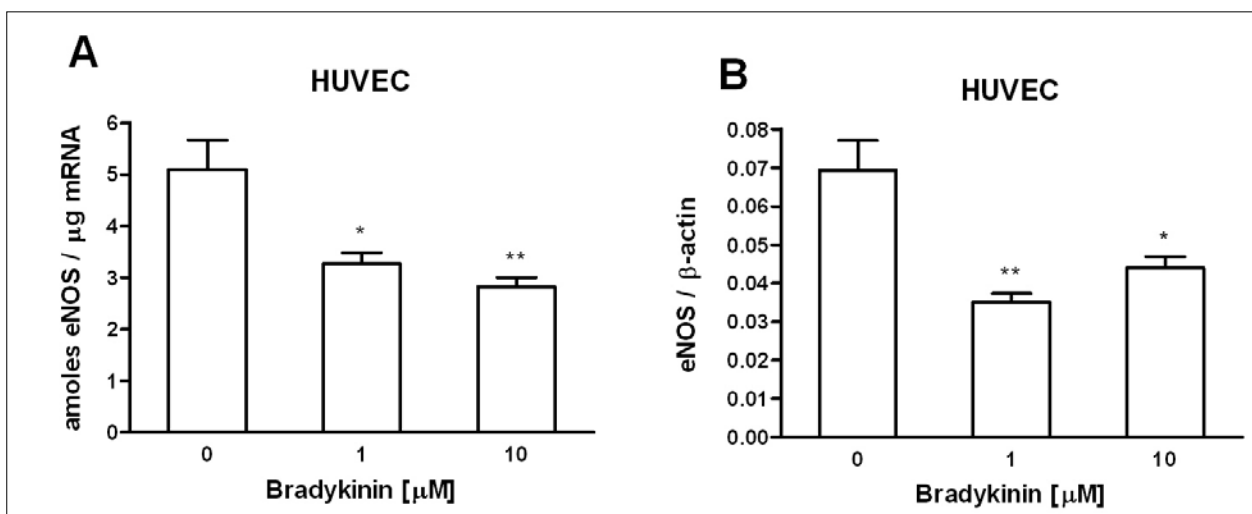 A
HUVEC
amoles eNOS / μg mRNA
6
5
4
3
2
1
0
*
**
0 1 10
Bradykinin [μM]
B
HUVEC
eNOS / β-actin
0.08
0.07
0.06
0.05
0.04
0.03
0.02
0.01
0.00
**
*
0 1 10
Bradykinin [μM]